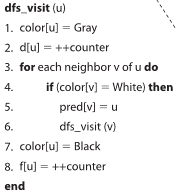 dfs_visit (u)
1. color[u] = Gray
2. d[u] = ++counter
3. for each neighbor v of u do
4. if (color[v] = White) then
5. pred[v] = u
6. dfs_visit (v)
7. color[u] = Black
8. f[u] = ++counter
end